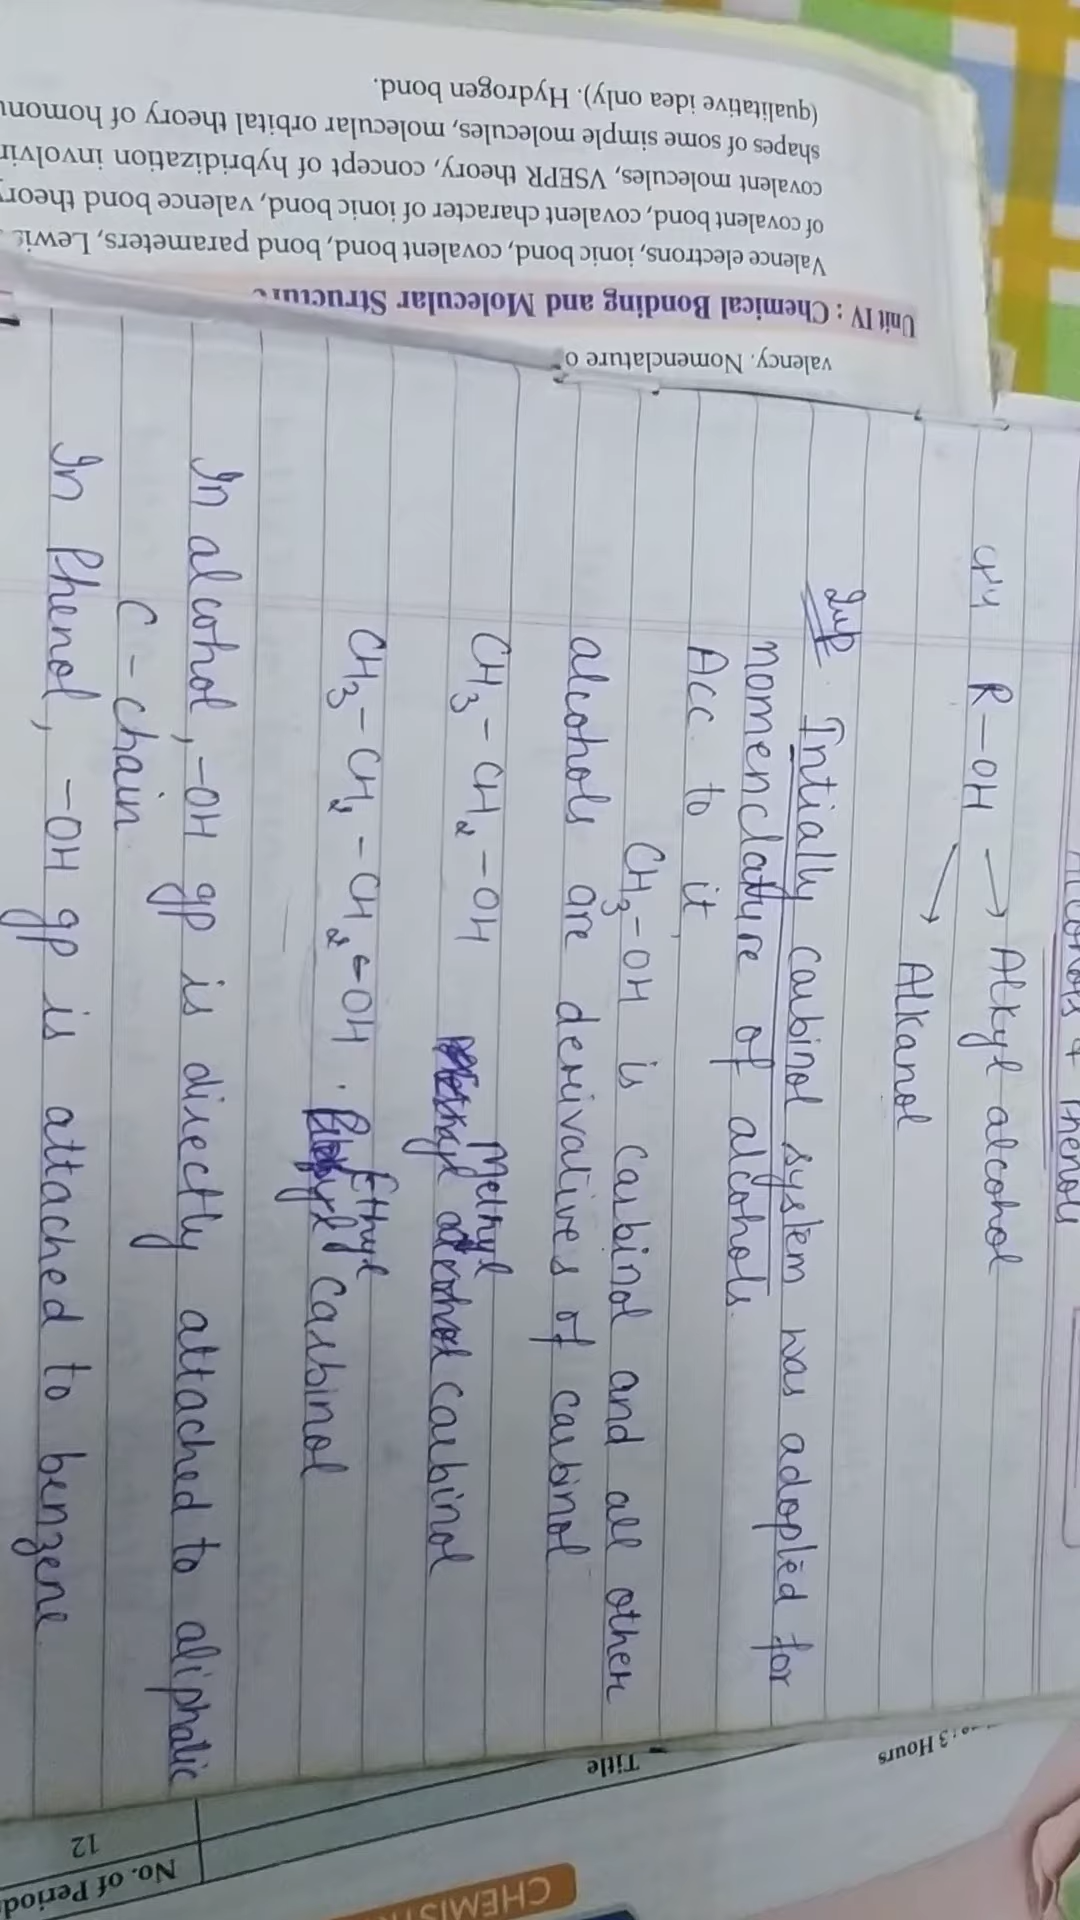 Alcohols & Phenols
R-OH → Alkyl alcohol
→ Alkanol
Imp. Intially carbinol system was adopted for
nomenclature of alcohols.
Acc. to it,
CH3-OH is carbinol and all other
alcohols are derivatives of carbinol
CH3-CH2-OH Methyl carbinol
CH3-CH2-CH2-OH. Ethyl carbinol
In alcohol, -OH gp is directly attached to aliphatic
C-chain
In Phenol, -OH gp is attached to benzene
valency. Nomenclature
Unit IV : Chemical Bonding and Molecular
Valence electrons, ionic bond, covalent bond, bond parameters, Lewis
of covalent bond, covalent character of ionic bond, valence bond theory
covalent molecules, VSEPR theory, concept of hybridization
shapes of some simple molecules, molecular orbital theory of
(qualitative idea only). Hydrogen bond.
: 3 Hours
Title
No. of
12